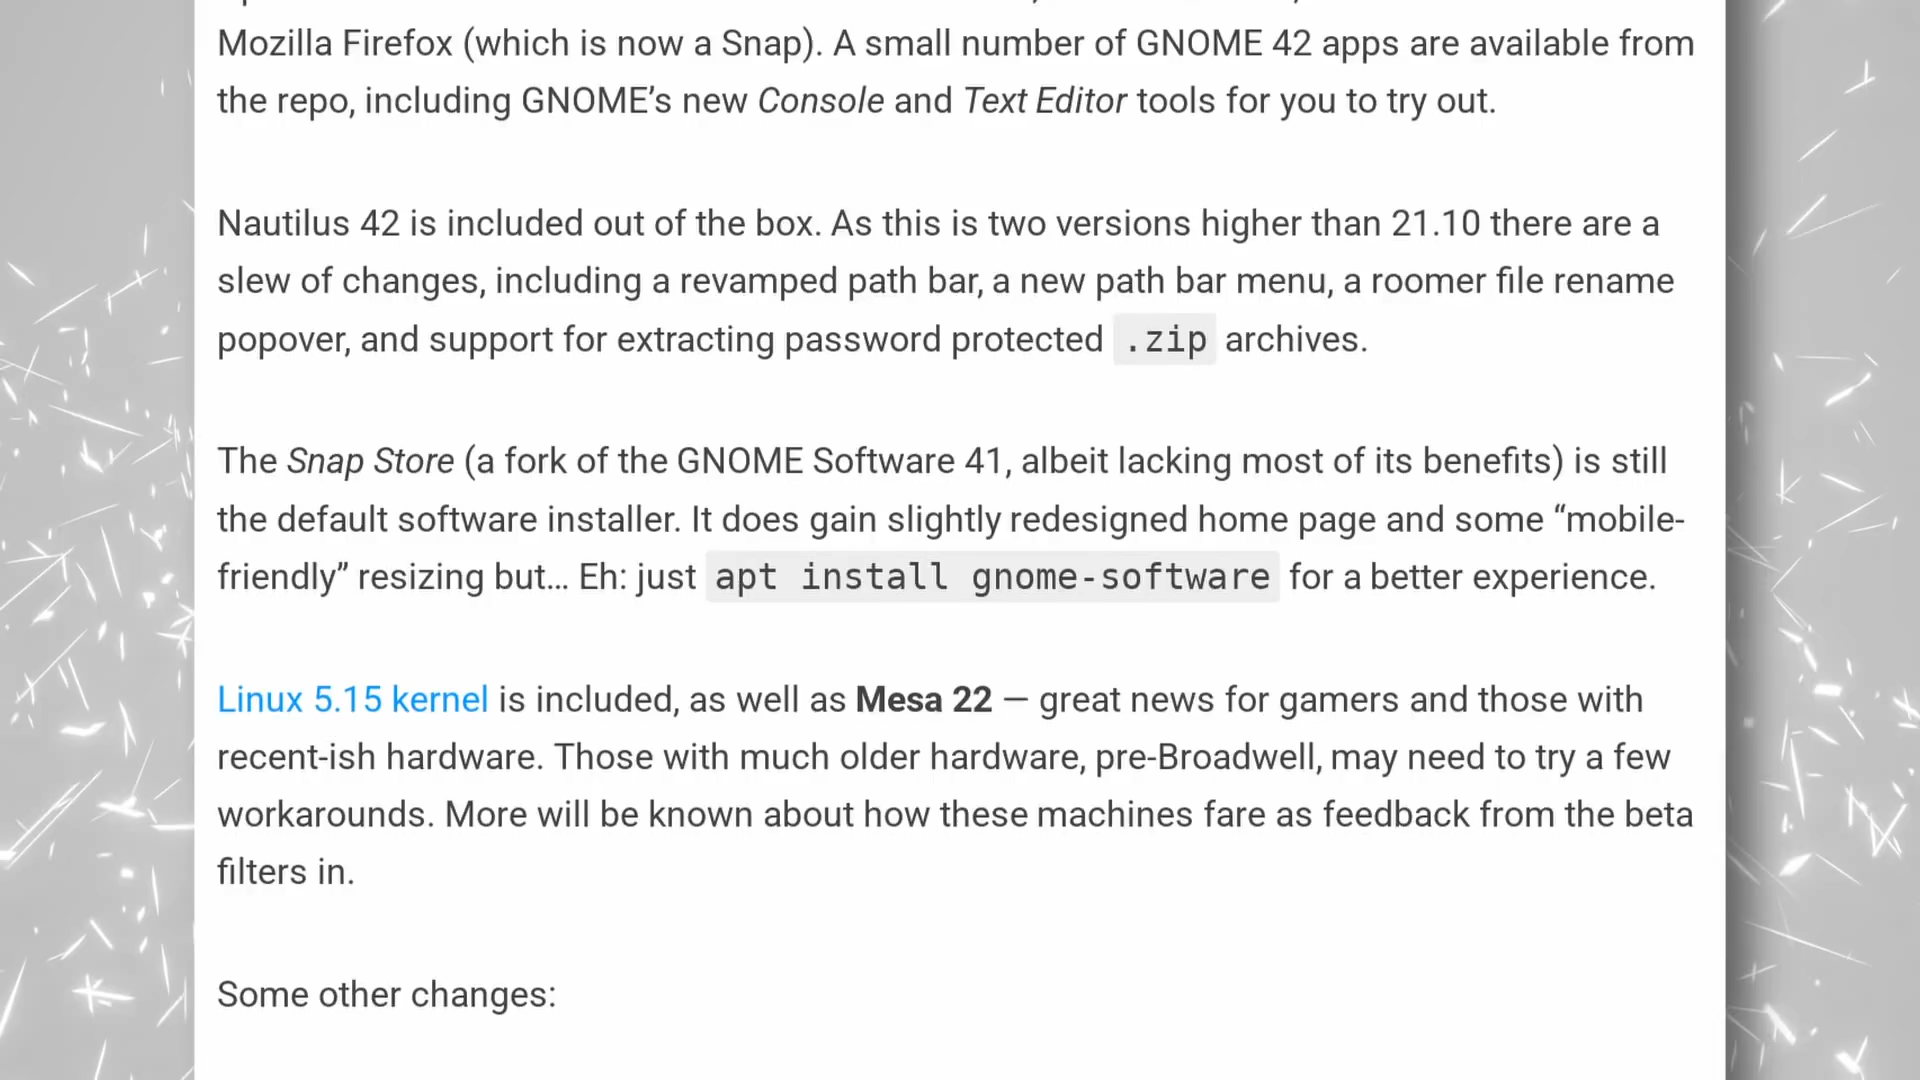 Mozilla Firefox (which is now a Snap). A small number of GNOME 42 apps are available from
the repo, including GNOME’s new Console and Text Editor tools for you to try out.
Nautilus 42 is included out of the box. As this is two versions higher than 21.10 there are a
slew of changes, including a revamped path bar, a new path bar menu, a roomer file rename
popover, and support for extracting password protected .zip archives.
The Snap Store (a fork of the GNOME Software 41, albeit lacking most of its benefits) is still
the default software installer. It does gain slightly redesigned home page and some “mobile-
friendly” resizing but… Eh: just apt install gnome-software for a better experience.
Linux 5.15 kernel is included, as well as Mesa 22 — great news for gamers and those with
recent-ish hardware. Those with much older hardware, pre-Broadwell, may need to try a few
workarounds. More will be known about how these machines fare as feedback from the beta
filters in.
Some other changes: